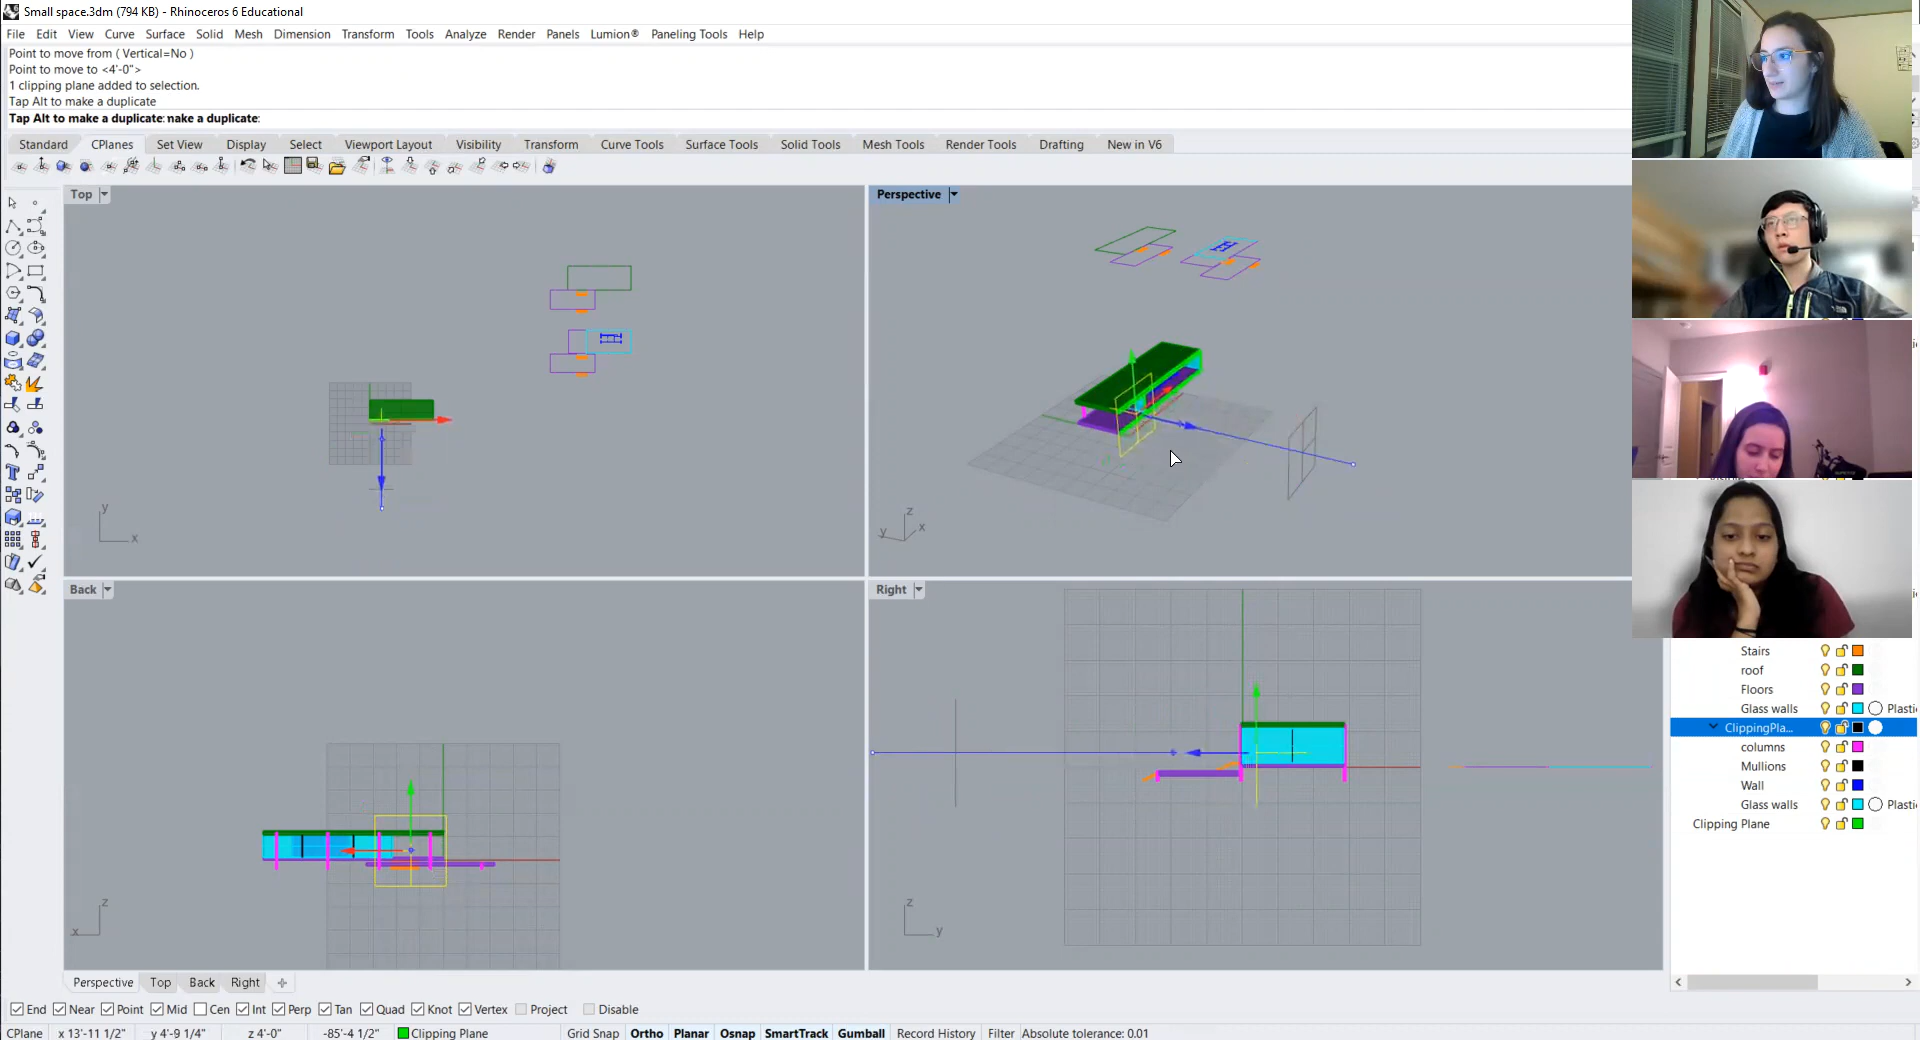 Small space.3dm (794 KB) - Rhinoceros 6 Educational
File Edit View Curve Surface Solid Mesh Dimension Transform Tools Analyze Render Panels Lumion® Paneling Tools Help
Point to move from ( Vertical=No )
Point to move to <4'-0">
1 clipping plane added to selection.
Tap Alt to make a duplicate
Tap Alt to make a duplicate: nake a duplicate:
Standard CPlanes Set View Display Select Viewport Layout Visibility Transform Curve Tools Surface Tools Solid Tools Mesh Tools Render Tools Drafting New in V6
Top
Perspective
y
x
z
y x
Back
Right
Stairs
roof
Floors
Glass walls Plasti
ClippingPla...
columns
Mullions
Wall
Glass walls Plasti
Clipping Plane
z
x
z
y
Perspective Top Back Right
End Near Point Mid Cen Int Perp Tan Quad Knot Vertex Project Disable
CPlane x 13'-11 1/2" y 4'-9 1/4" z 4'-0" -85'-4 1/2" Clipping Plane Grid Snap Ortho Planar Osnap SmartTrack Gumball Record History Filter Absolute tolerance: 0.01